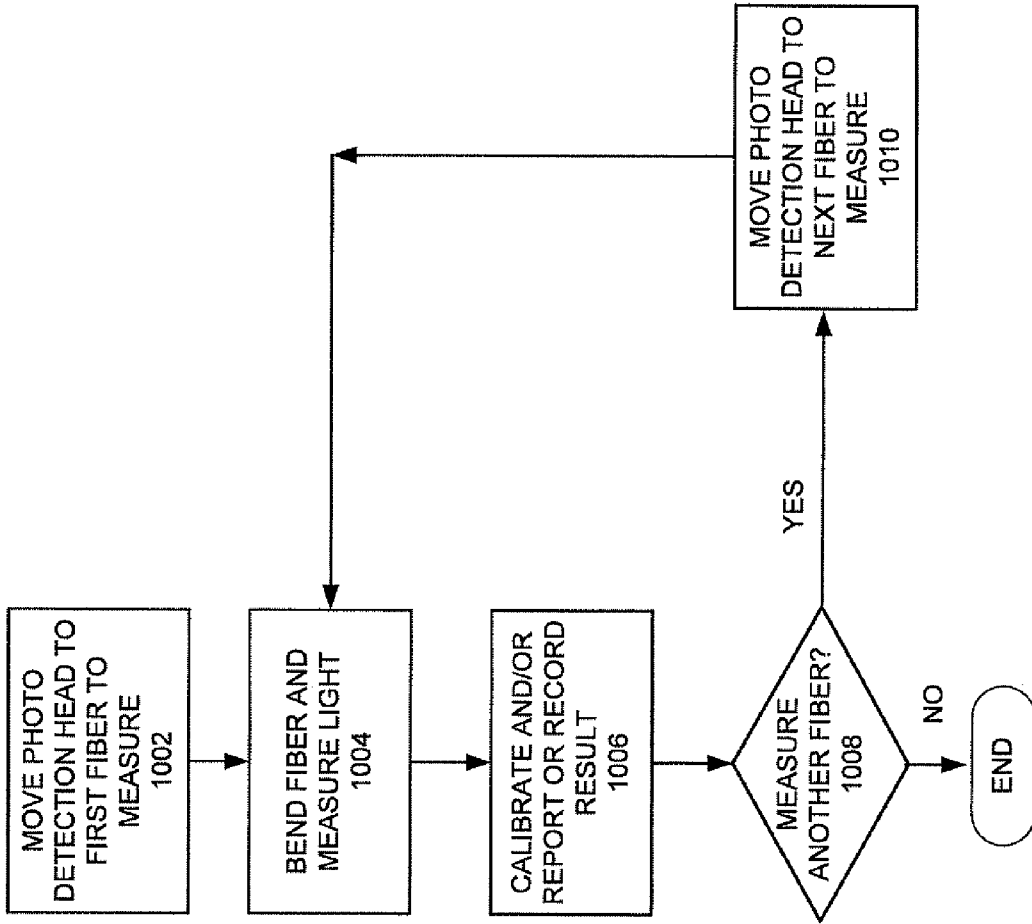 MOVE PHOTO
DETECTION HEAD TO
FIRST FIBER TO
MEASURE
1002
BEND FIBER AND
MEASURE LIGHT
1004
CALIBRATE AND/OR
REPORT OR RECORD
RESULT
1006
MEASURE
ANOTHER FIBER?
1008
YES
NO
MOVE PHOTO
DETECTION HEAD TO
NEXT FIBER TO
MEASURE
1010
END